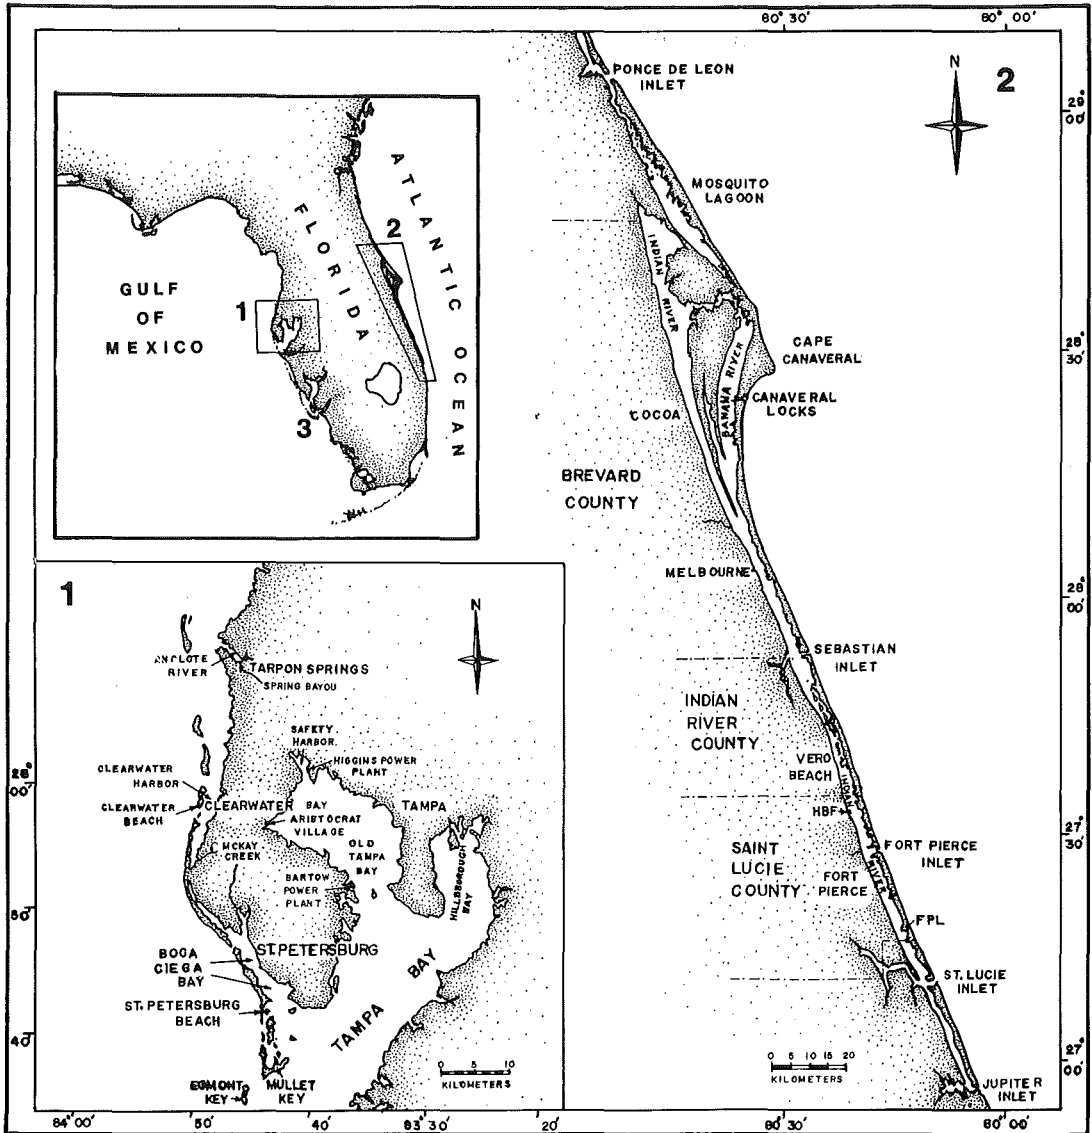 80° 30'
80° 00'
N
2
PONCE DE LEON
INLET
29°
00'
MOSQUITO
LAGOON
INDIAN RIVER
BANANA RIVER
CAPE
CANAVERAL
28°
30'
CANAVERAL
LOCKS
COCOA
BREVARD
COUNTY
MELBOURNE
28°
00'
SEBASTIAN
INLET
INDIAN
RIVER
COUNTY
VERO
BEACH
INDIAN
HBF
27°
30'
SAINT
LUCIE
COUNTY
FORT PIERCE
INLET
FORT
PIERCE
RIVER
FPL
ST. LUCIE
INLET
27°
00'
0 5 10 15 20
KILOMETERS
JUPITER
INLET
80° 30'
80° 00'
ATLANTIC OCEAN
FLORIDA
2
GULF
OF
MEXICO
1
3
1
N
ANCLOTE
RIVER
TARPON SPRINGS
SPRING BAYOU
SAFETY
HARBOR
HIGGINS POWER
PLANT
28°
00'
CLEARWATER
HARBOR
CLEARWATER
BEACH
CLEARWATER
BAY
ARISTOCRAT
VILLAGE
TAMPA
MCKAY
CREEK
OLD
TAMPA
BAY
BARTOW
POWER
PLANT
HILLSBOROUGH
BAY
50'
ST. PETERSBURG
BOCA
CIEGA
BAY
ST. PETERSBURG
BEACH
TAMPA BAY
40'
0 5 10
KILOMETERS
EGMONT
KEY
MULLET
KEY
84° 00'
50'
40'
83° 30'
20'